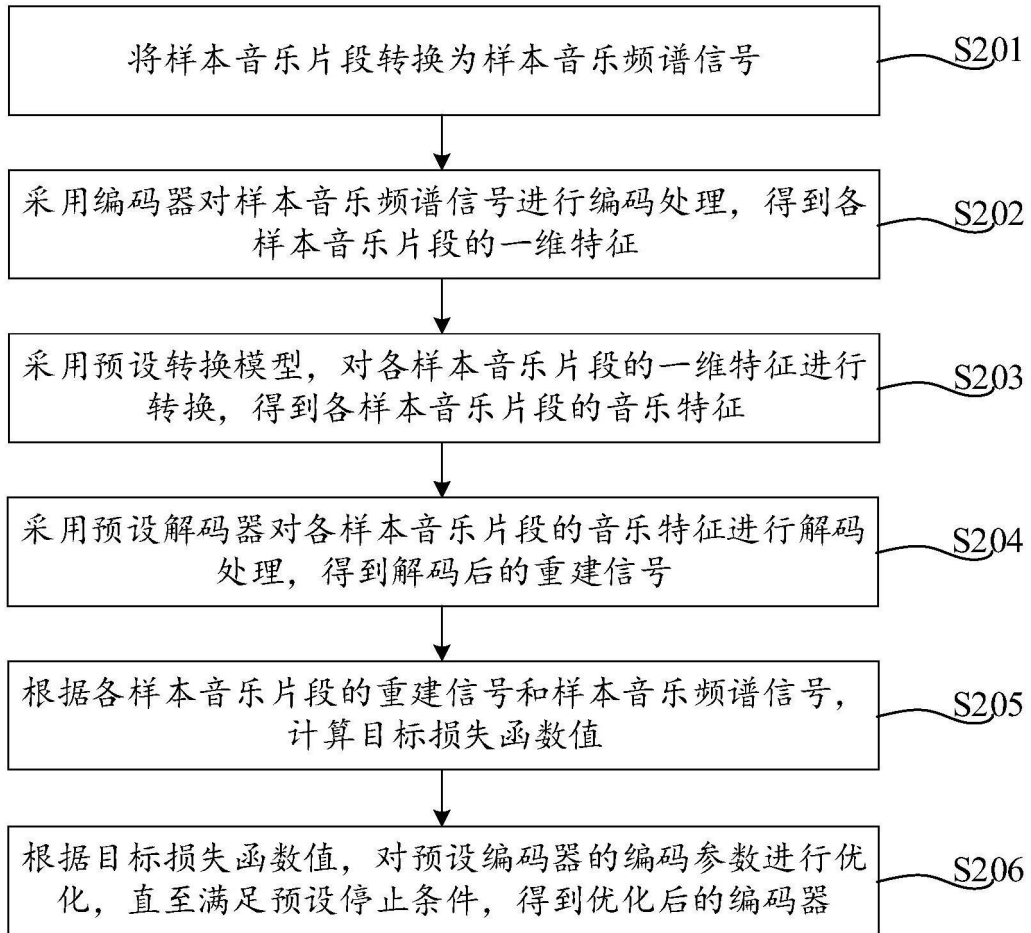 将样本音乐片段转换为样本音乐频谱信号
S201
采用编码器对样本音乐频谱信号进行编码处理，得到各
样本音乐片段的一维特征
S202
采用预设转换模型，对各样本音乐片段的一维特征进行
转换，得到各样本音乐片段的音乐特征
S203
采用预设解码器对各样本音乐片段的音乐特征进行解码
处理，得到解码后的重建信号
S204
根据各样本音乐片段的重建信号和样本音乐频谱信号，
计算目标损失函数值
S205
根据目标损失函数值，对预设编码器的编码参数进行优
化，直至满足预设停止条件，得到优化后的编码器
S206